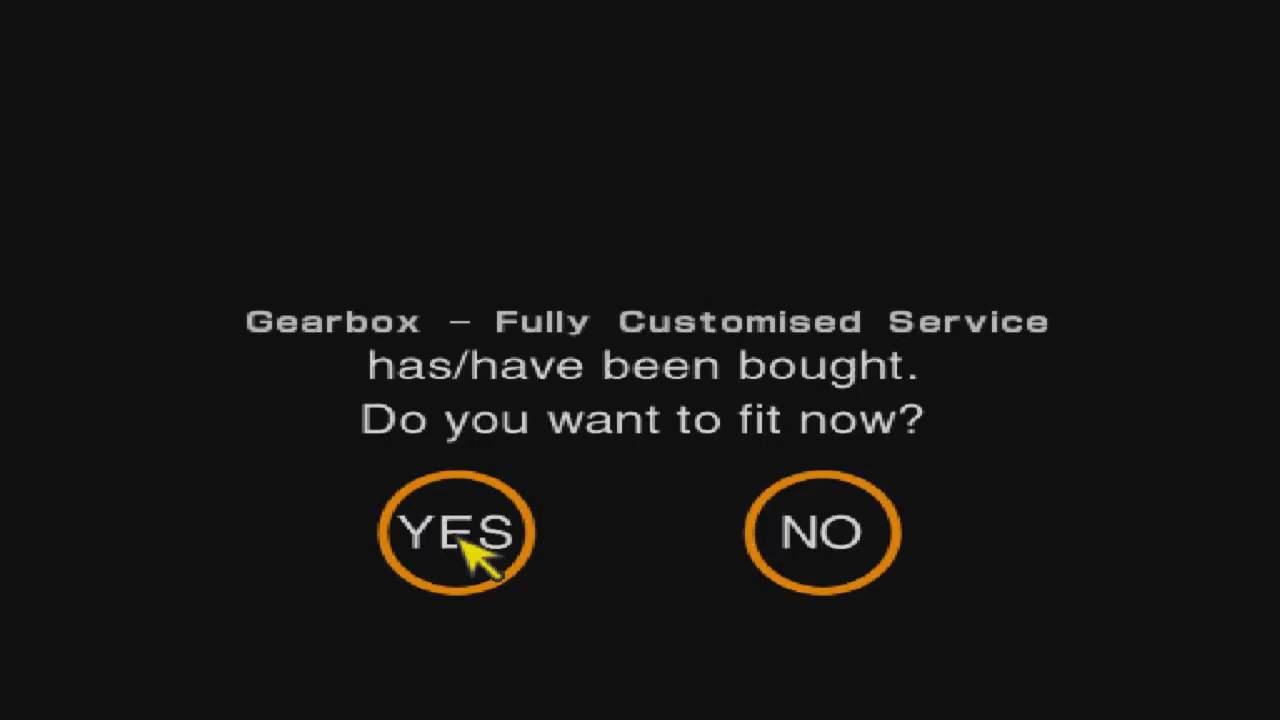 Gearbox – Fully Customised Service
has/have been bought.
Do you want to fit now?
YES NO